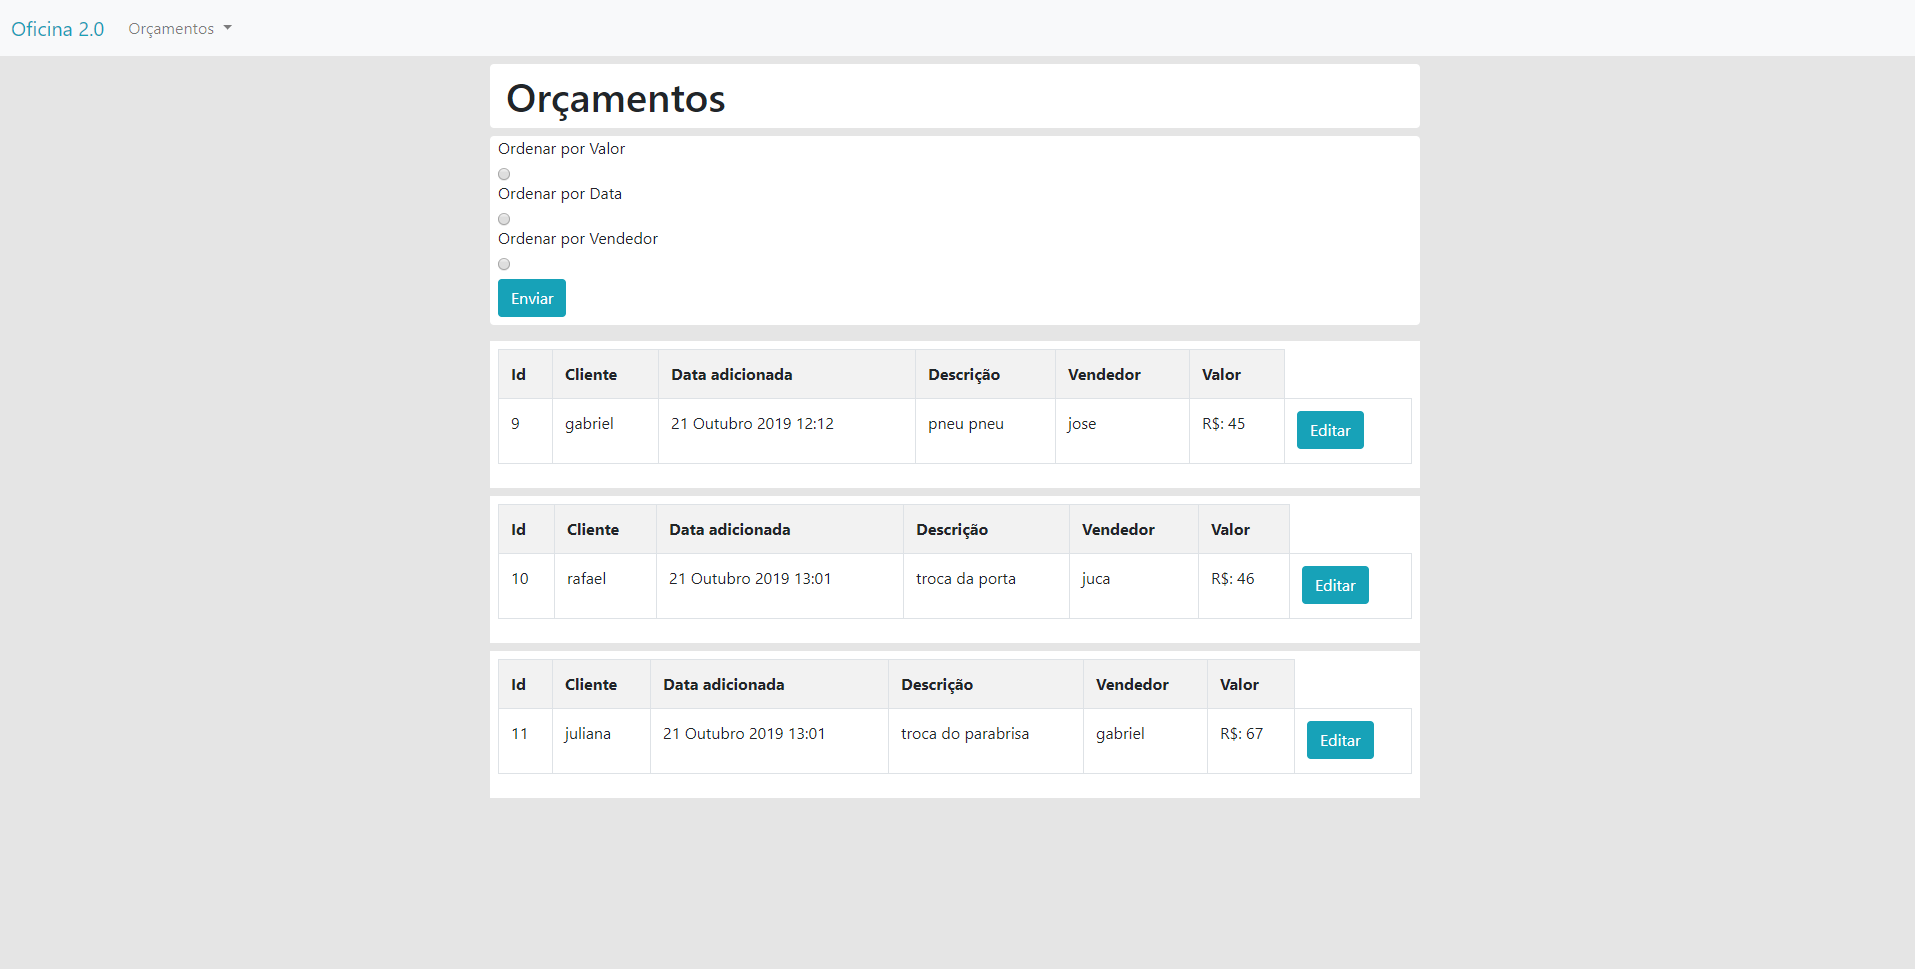 Oficina 2.0 Orçamentos
Orçamentos
Ordenar por Valor
Ordenar por Data
Ordenar por Vendedor
Enviar
Id Cliente Data adicionada Descrição Vendedor Valor
9 gabriel 21 Outubro 2019 12:12 pneu pneu jose R$: 45 Editar
Id Cliente Data adicionada Descrição Vendedor Valor
10 rafael 21 Outubro 2019 13:01 troca da porta juca R$: 46 Editar
Id Cliente Data adicionada Descrição Vendedor Valor
11 juliana 21 Outubro 2019 13:01 troca do parabrisa gabriel R$: 67 Editar